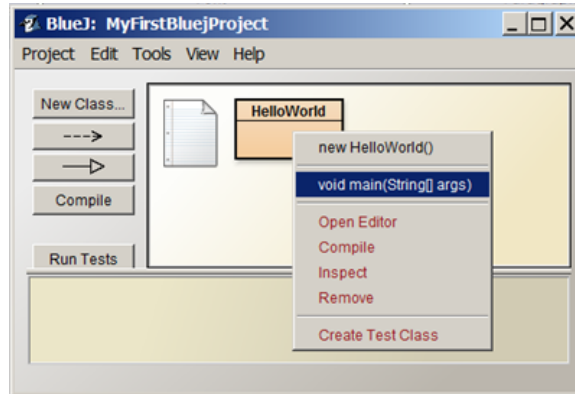 BlueJ: MyFirstBluejProject
Project Edit Tools View Help
New Class...
HelloWorld
--->
new HelloWorld()
void main(String[] args)
Compile
Open Editor
Compile
Run Tests
Inspect
Remove
Create Test Class